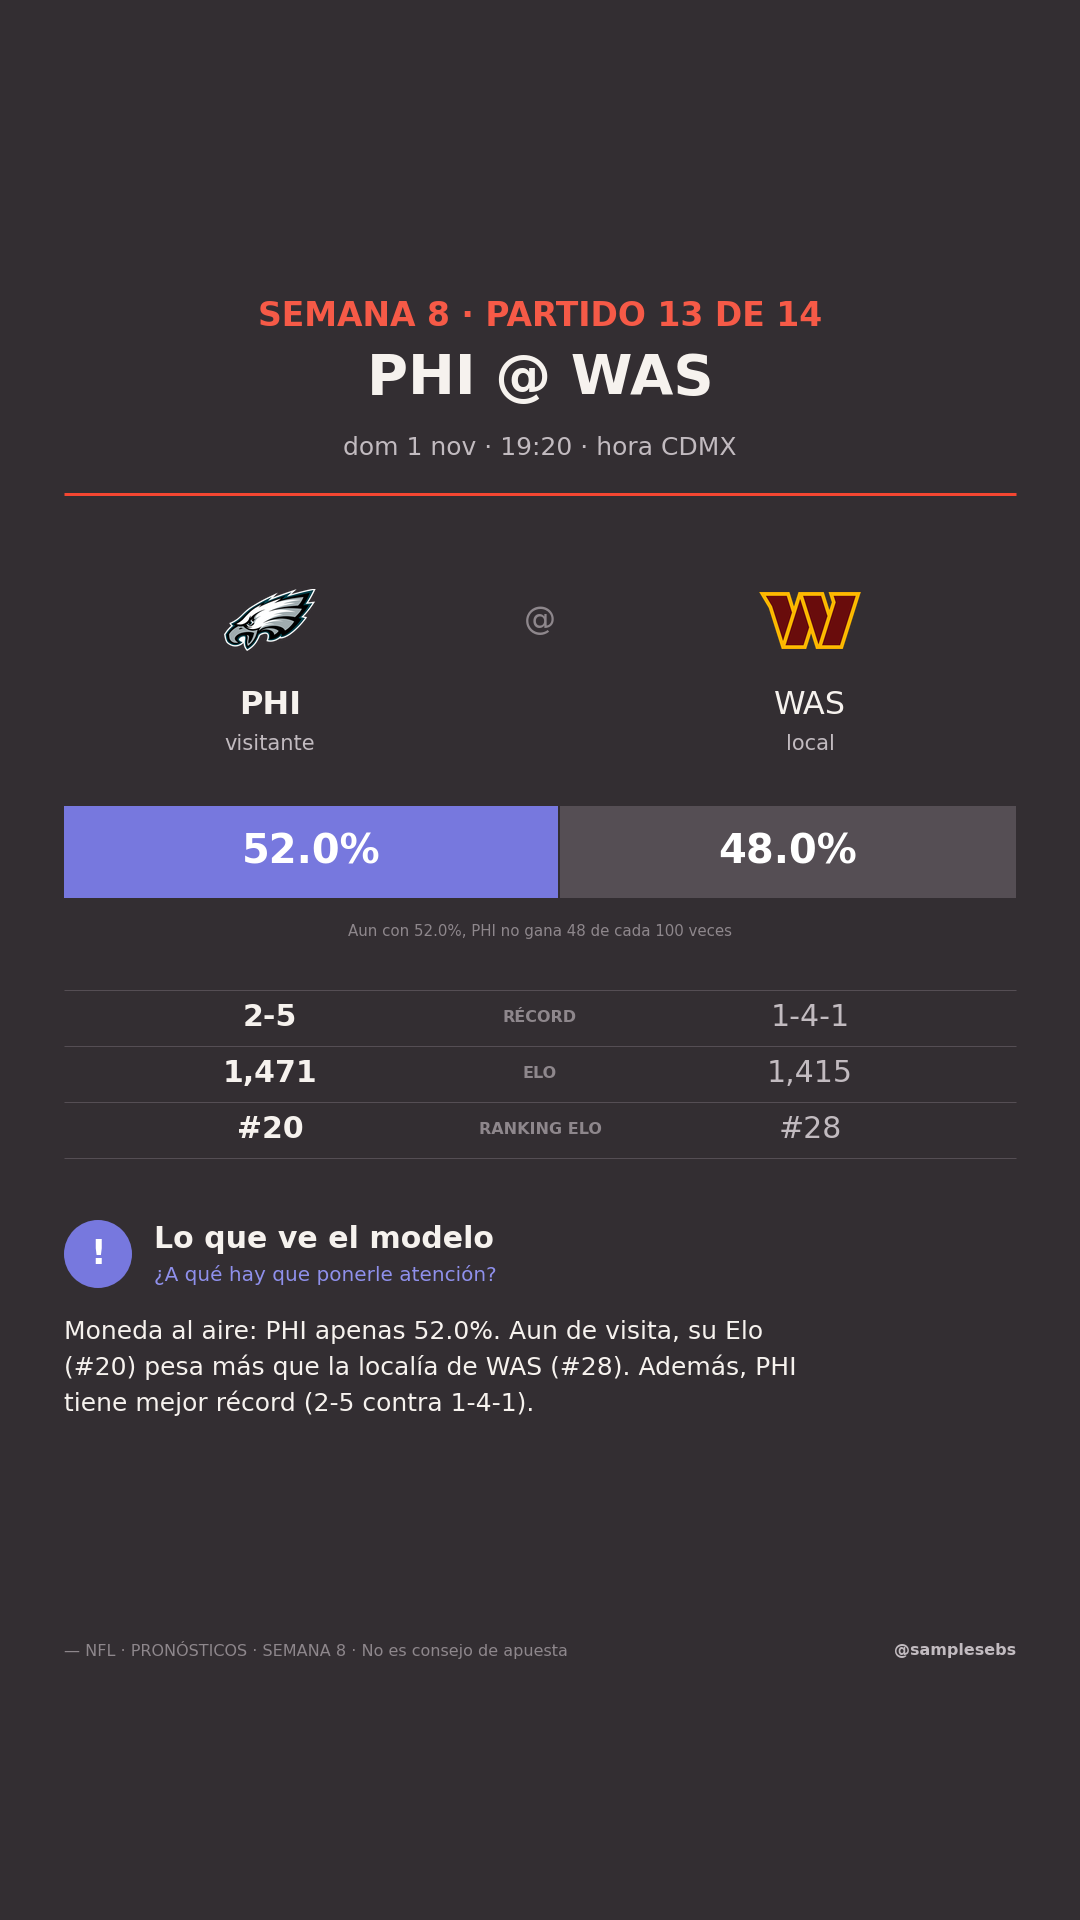 SEMANA 8 · PARTIDO 13 DE 14
PHI @ WAS
dom 1 nov · 19:20 · hora CDMX
@
PHI
WAS
visitante
local
52.0%
48.0%
Aun con 52.0%, PHI no gana 48 de cada 100 veces
2-5 RÉCORD 1-4-1
1,471 ELO 1,415
#20 RANKING ELO #28
!
Lo que ve el modelo
¿A qué hay que ponerle atención?
Moneda al aire: PHI apenas 52.0%. Aun de visita, su Elo
(#20) pesa más que la localía de WAS (#28). Además, PHI
tiene mejor récord (2-5 contra 1-4-1).
— NFL · PRONÓSTICOS · SEMANA 8 · No es consejo de apuesta
@samplesebs